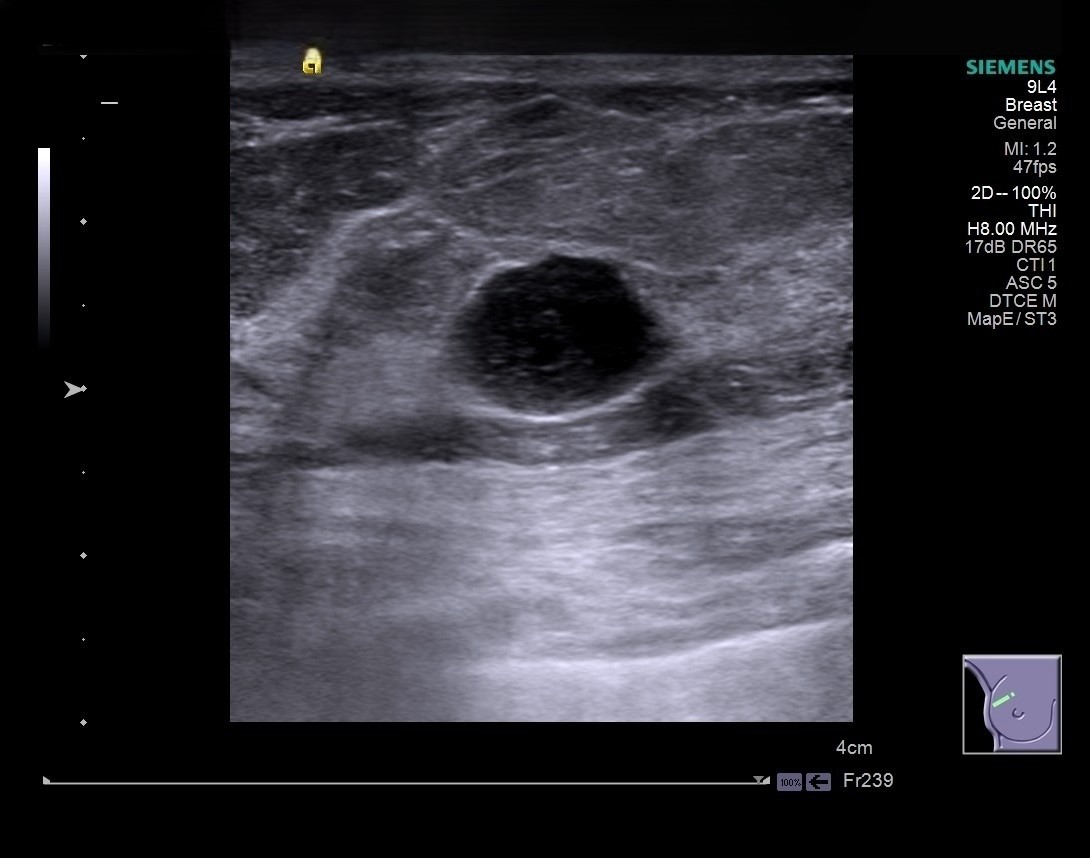 SIEMENS
9L4
Breast
General
MI: 1.2
47fps
2D--100%
THI
H8.00 MHz
17dB DR65
CTI 1
ASC 5
DTCE M
MapE / ST3
4cm
100%
Fr239